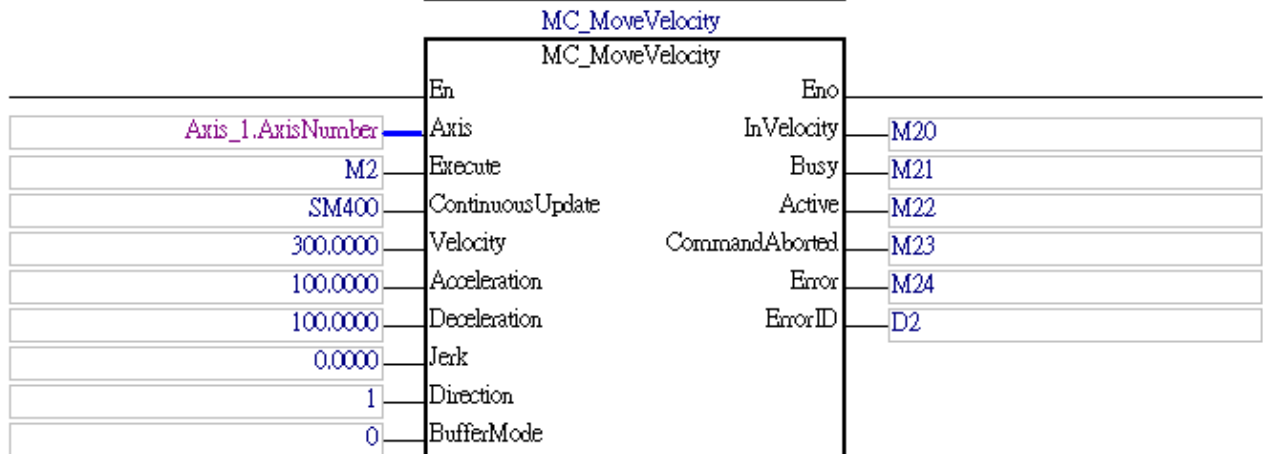 MC_MoveVelocity
MC_MoveVelocity
En Eno
Axis_1.AxisNumber Axis InVelocity M20
M2 Execute Busy M21
SM400 ContinuousUpdate Active M22
300.0000 Velocity CommandAborted M23
100.0000 Acceleration Error M24
100.0000 Deceleration ErrorID D2
0.0000 Jerk
1 Direction
0 BufferMode